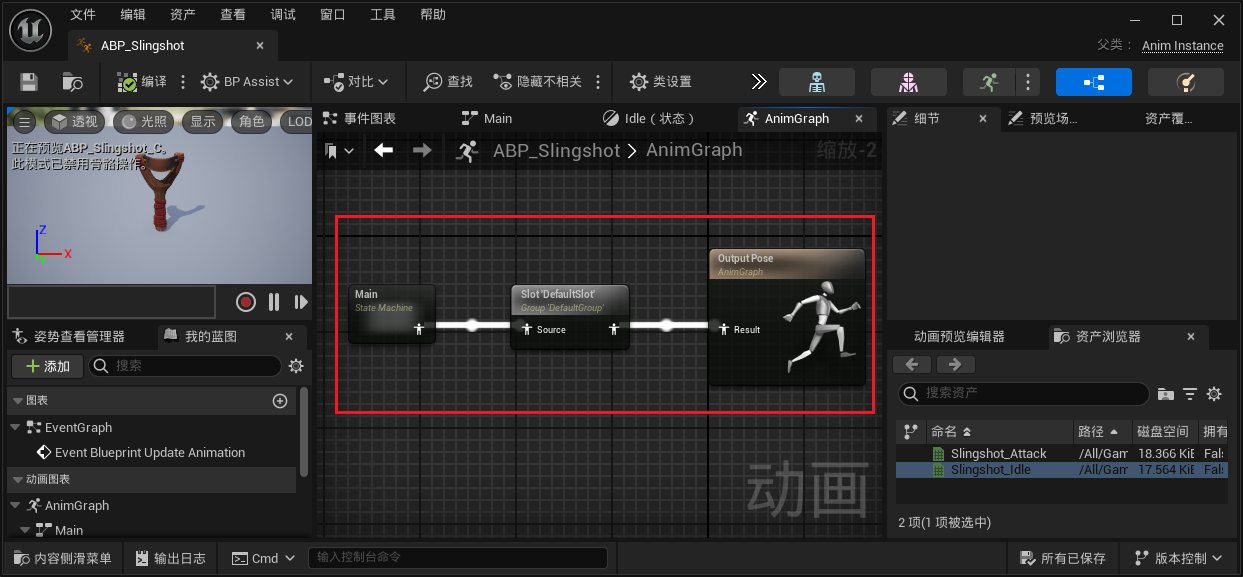 文件 编辑 资产 查看 调试 窗口 工具 帮助
ABP_Slingshot
父类： Anim Instance
编译 BP Assist 对比 查找 隐藏不相关 类设置
透视 光照 显示 角色 LOD
正在预览ABP_Slingshot_C。
此模式已禁用骨骼操作。
Z
X
事件图表 Main Idle（状态） AnimGraph
ABP_Slingshot > AnimGraph
缩放-2
Main
State Machine
Slot 'DefaultSlot'
Group 'DefaultGroup'
Source
Output Pose
AnimGraph
Result
动画
细节 预览场... 资产覆...
姿势查看管理器 我的蓝图
添加 搜索
图表
EventGraph
Event Blueprint Update Animation
动画图表
AnimGraph
Main
动画预览编辑器 资产浏览器
搜索资产
命名 路径 磁盘空间 拥有
Slingshot_Attack /All/Gam 18.366 KiE Fal
Slingshot_Idle /All/Gam 17.564 KiE Fal
2 项(1 项被选中)
内容侧滑菜单 输出日志 Cmd 输入控制台命令 所有已保存 版本控制